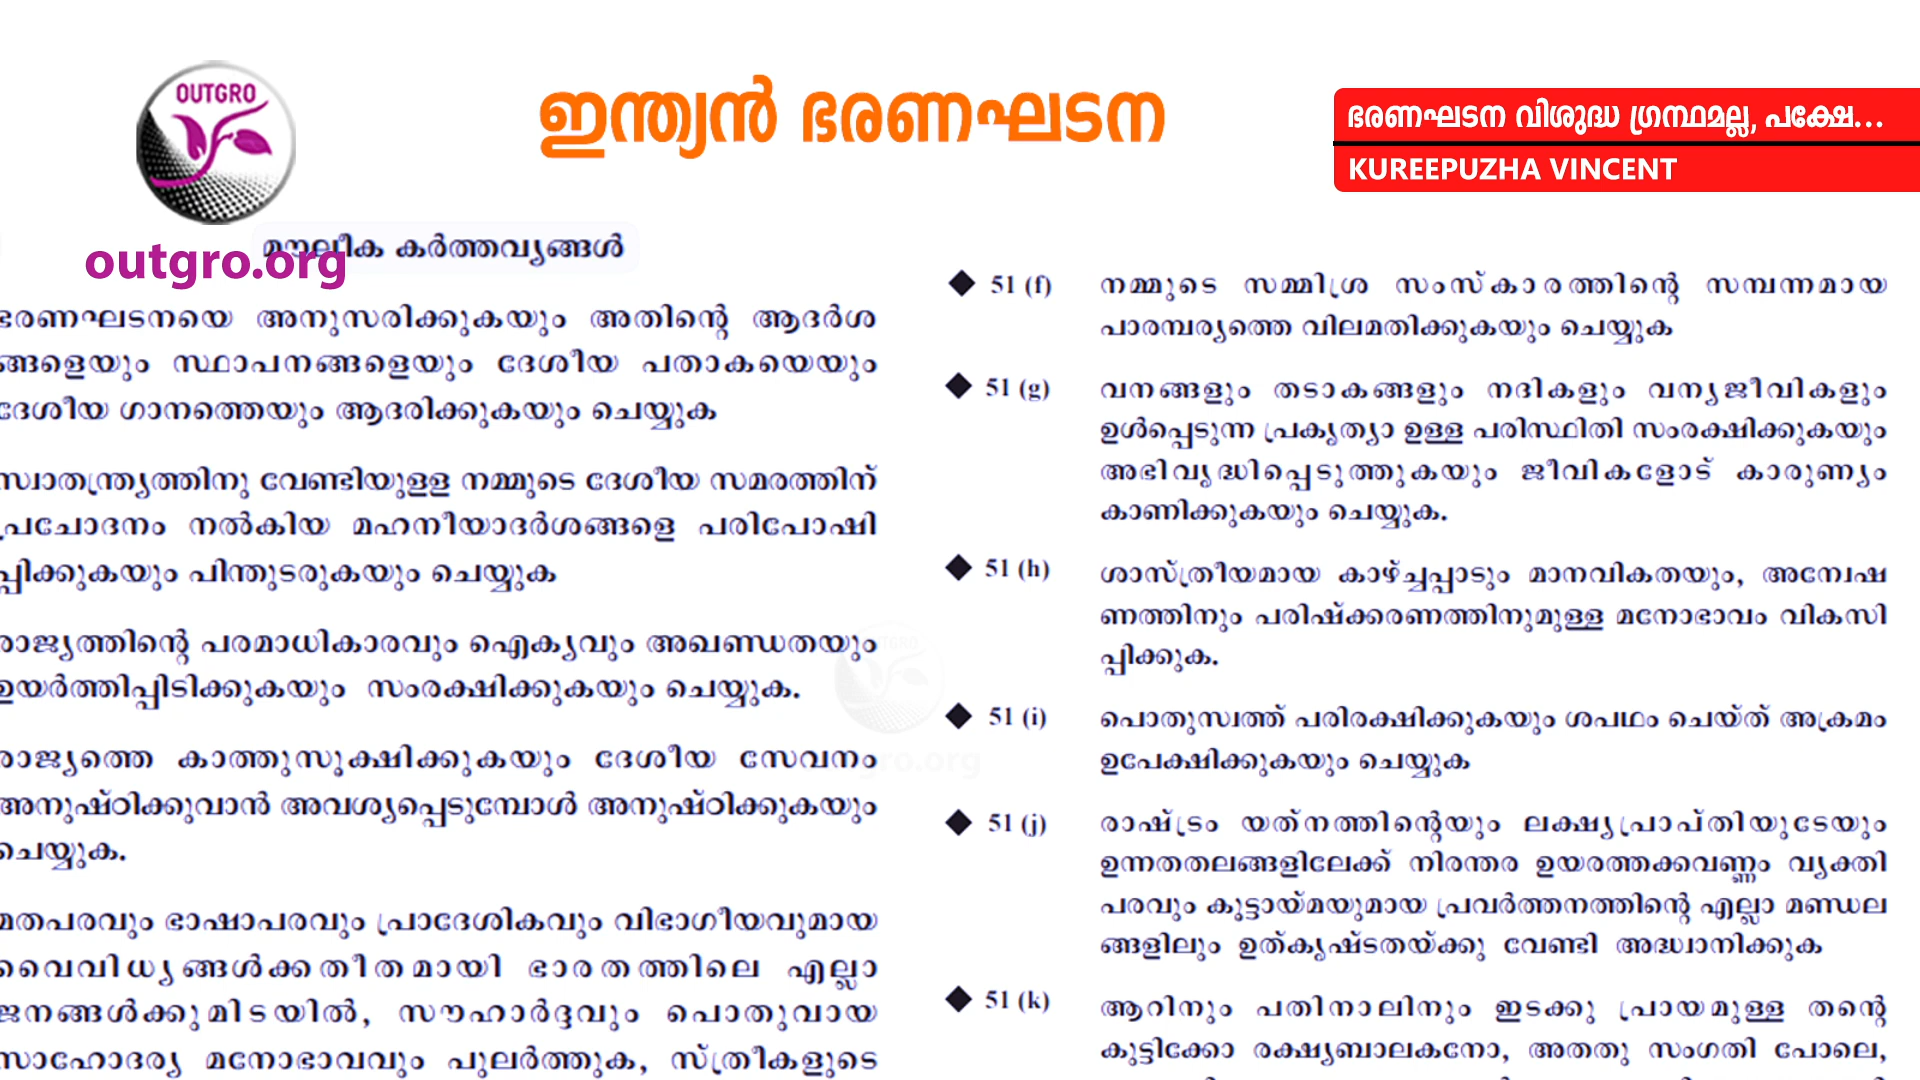 OUTGRO
ഇന്ത്യൻ ഭരണഘടന
ഭരണഘടന വിശുദ്ധ ഗ്രന്ഥമല്ല, പക്ഷേ...
KUREEPUZHA VINCENT
outgro.org
മൗലീക കർത്തവ്യങ്ങൾ
ഭരണഘടനയെ അനുസരിക്കുകയും അതിന്റെ ആദർശ
ങ്ങളെയും സ്ഥാപനങ്ങളെയും ദേശീയ പതാകയെയും
ദേശീയ ഗാനത്തെയും ആദരിക്കുകയും ചെയ്യുക
സ്വാതന്ത്ര്യത്തിനു വേണ്ടിയുളള നമ്മുടെ ദേശീയ സമരത്തിന്
പ്രചോദനം നൽകിയ മഹനീയാദർശങ്ങളെ പരിപോഷി
പ്പിക്കുകയും പിന്തുടരുകയും ചെയ്യുക
രാജ്യത്തിന്റെ പരമാധികാരവും ഐക്യവും അഖണ്ഡതയും
ഉയർത്തിപ്പിടിക്കുകയും സംരക്ഷിക്കുകയും ചെയ്യുക.
രാജ്യത്തെ കാത്തുസൂക്ഷിക്കുകയും ദേശീയ സേവനം
അനുഷ്ഠിക്കുവാൻ അവശ്യപ്പെടുമ്പോൾ അനുഷ്ഠിക്കുകയും
ചെയ്യുക.
മതപരവും ഭാഷാപരവും പ്രാദേശികവും വിഭാഗീയവുമായ
വൈവിധ്യങ്ങൾക്കതീതമായി ഭാരതത്തിലെ എല്ലാ
ജനങ്ങൾക്കുമിടയിൽ, സൗഹാർദ്ദവും പൊതുവായ
സാഹോദര്യ മനോഭാവവും പുലർത്തുക, സ്ത്രീകളുടെ
51 (f) നമ്മുടെ സമ്മിശ്ര സംസ്കാരത്തിന്റെ സമ്പന്നമായ
പാരമ്പര്യത്തെ വിലമതിക്കുകയും ചെയ്യുക
51 (g) വനങ്ങളും തടാകങ്ങളും നദികളും വന്യജീവികളും
ഉൾപ്പെടുന്ന പ്രകൃത്യാ ഉള്ള പരിസ്ഥിതി സംരക്ഷിക്കുകയും
അഭിവൃദ്ധിപ്പെടുത്തുകയും ജീവികളോട് കാരുണ്യം
കാണിക്കുകയും ചെയ്യുക.
51 (h) ശാസ്ത്രീയമായ കാഴ്ച്ചപ്പാടും മാനവികതയും, അന്വേഷ
ണത്തിനും പരിഷ്ക്കരണത്തിനുമുള്ള മനോഭാവം വികസി
പ്പിക്കുക.
51 (i) പൊതുസ്വത്ത് പരിരക്ഷിക്കുകയും ശപഥം ചെയ്ത് അക്രമം
ഉപേക്ഷിക്കുകയും ചെയ്യുക
51 (j) രാഷ്ട്രം യത്നത്തിന്റെയും ലക്ഷ്യപ്രാപ്തിയുടേയും
ഉന്നതതലങ്ങളിലേക്ക് നിരന്തര ഉയരത്തക്കവണ്ണം വ്യക്തി
പരവും കൂട്ടായ്മയുമായ പ്രവർത്തനത്തിന്റെ എല്ലാ മണ്ഡല
ങ്ങളിലും ഉത്കൃഷ്ടതയ്ക്കു വേണ്ടി അദ്ധ്വാനിക്കുക
51 (k) ആറിനും പതിനാലിനും ഇടക്കു പ്രായമുള്ള തന്റെ
കുട്ടിക്കോ രക്ഷ്യബാലകനോ, അതതു സംഗതി പോലെ,